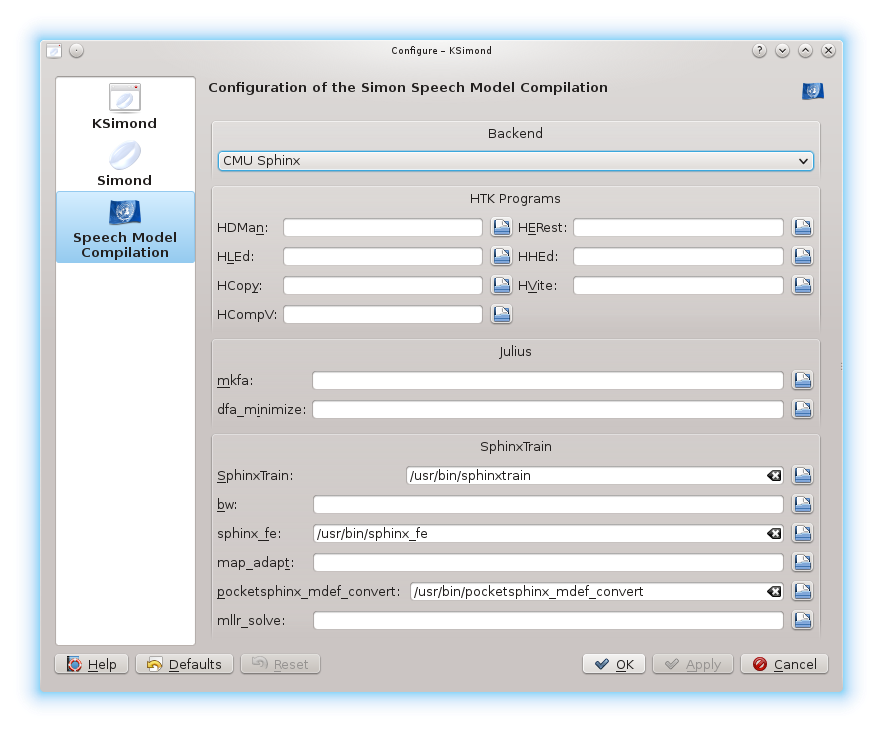 Configure – KSimond
KSimond
Simond
Speech Model
Compilation
Configuration of the Simon Speech Model Compilation
Backend
CMU Sphinx
HTK Programs
HDMan:
HERest:
HLEd:
HHEd:
HCopy:
HVite:
HCompV:
Julius
mkfa:
dfa_minimize:
SphinxTrain
SphinxTrain: /usr/bin/sphinxtrain
bw:
sphinx_fe: /usr/bin/sphinx_fe
map_adapt:
pocketsphinx_mdef_convert: /usr/bin/pocketsphinx_mdef_convert
mllr_solve:
Help Defaults Reset OK Apply Cancel